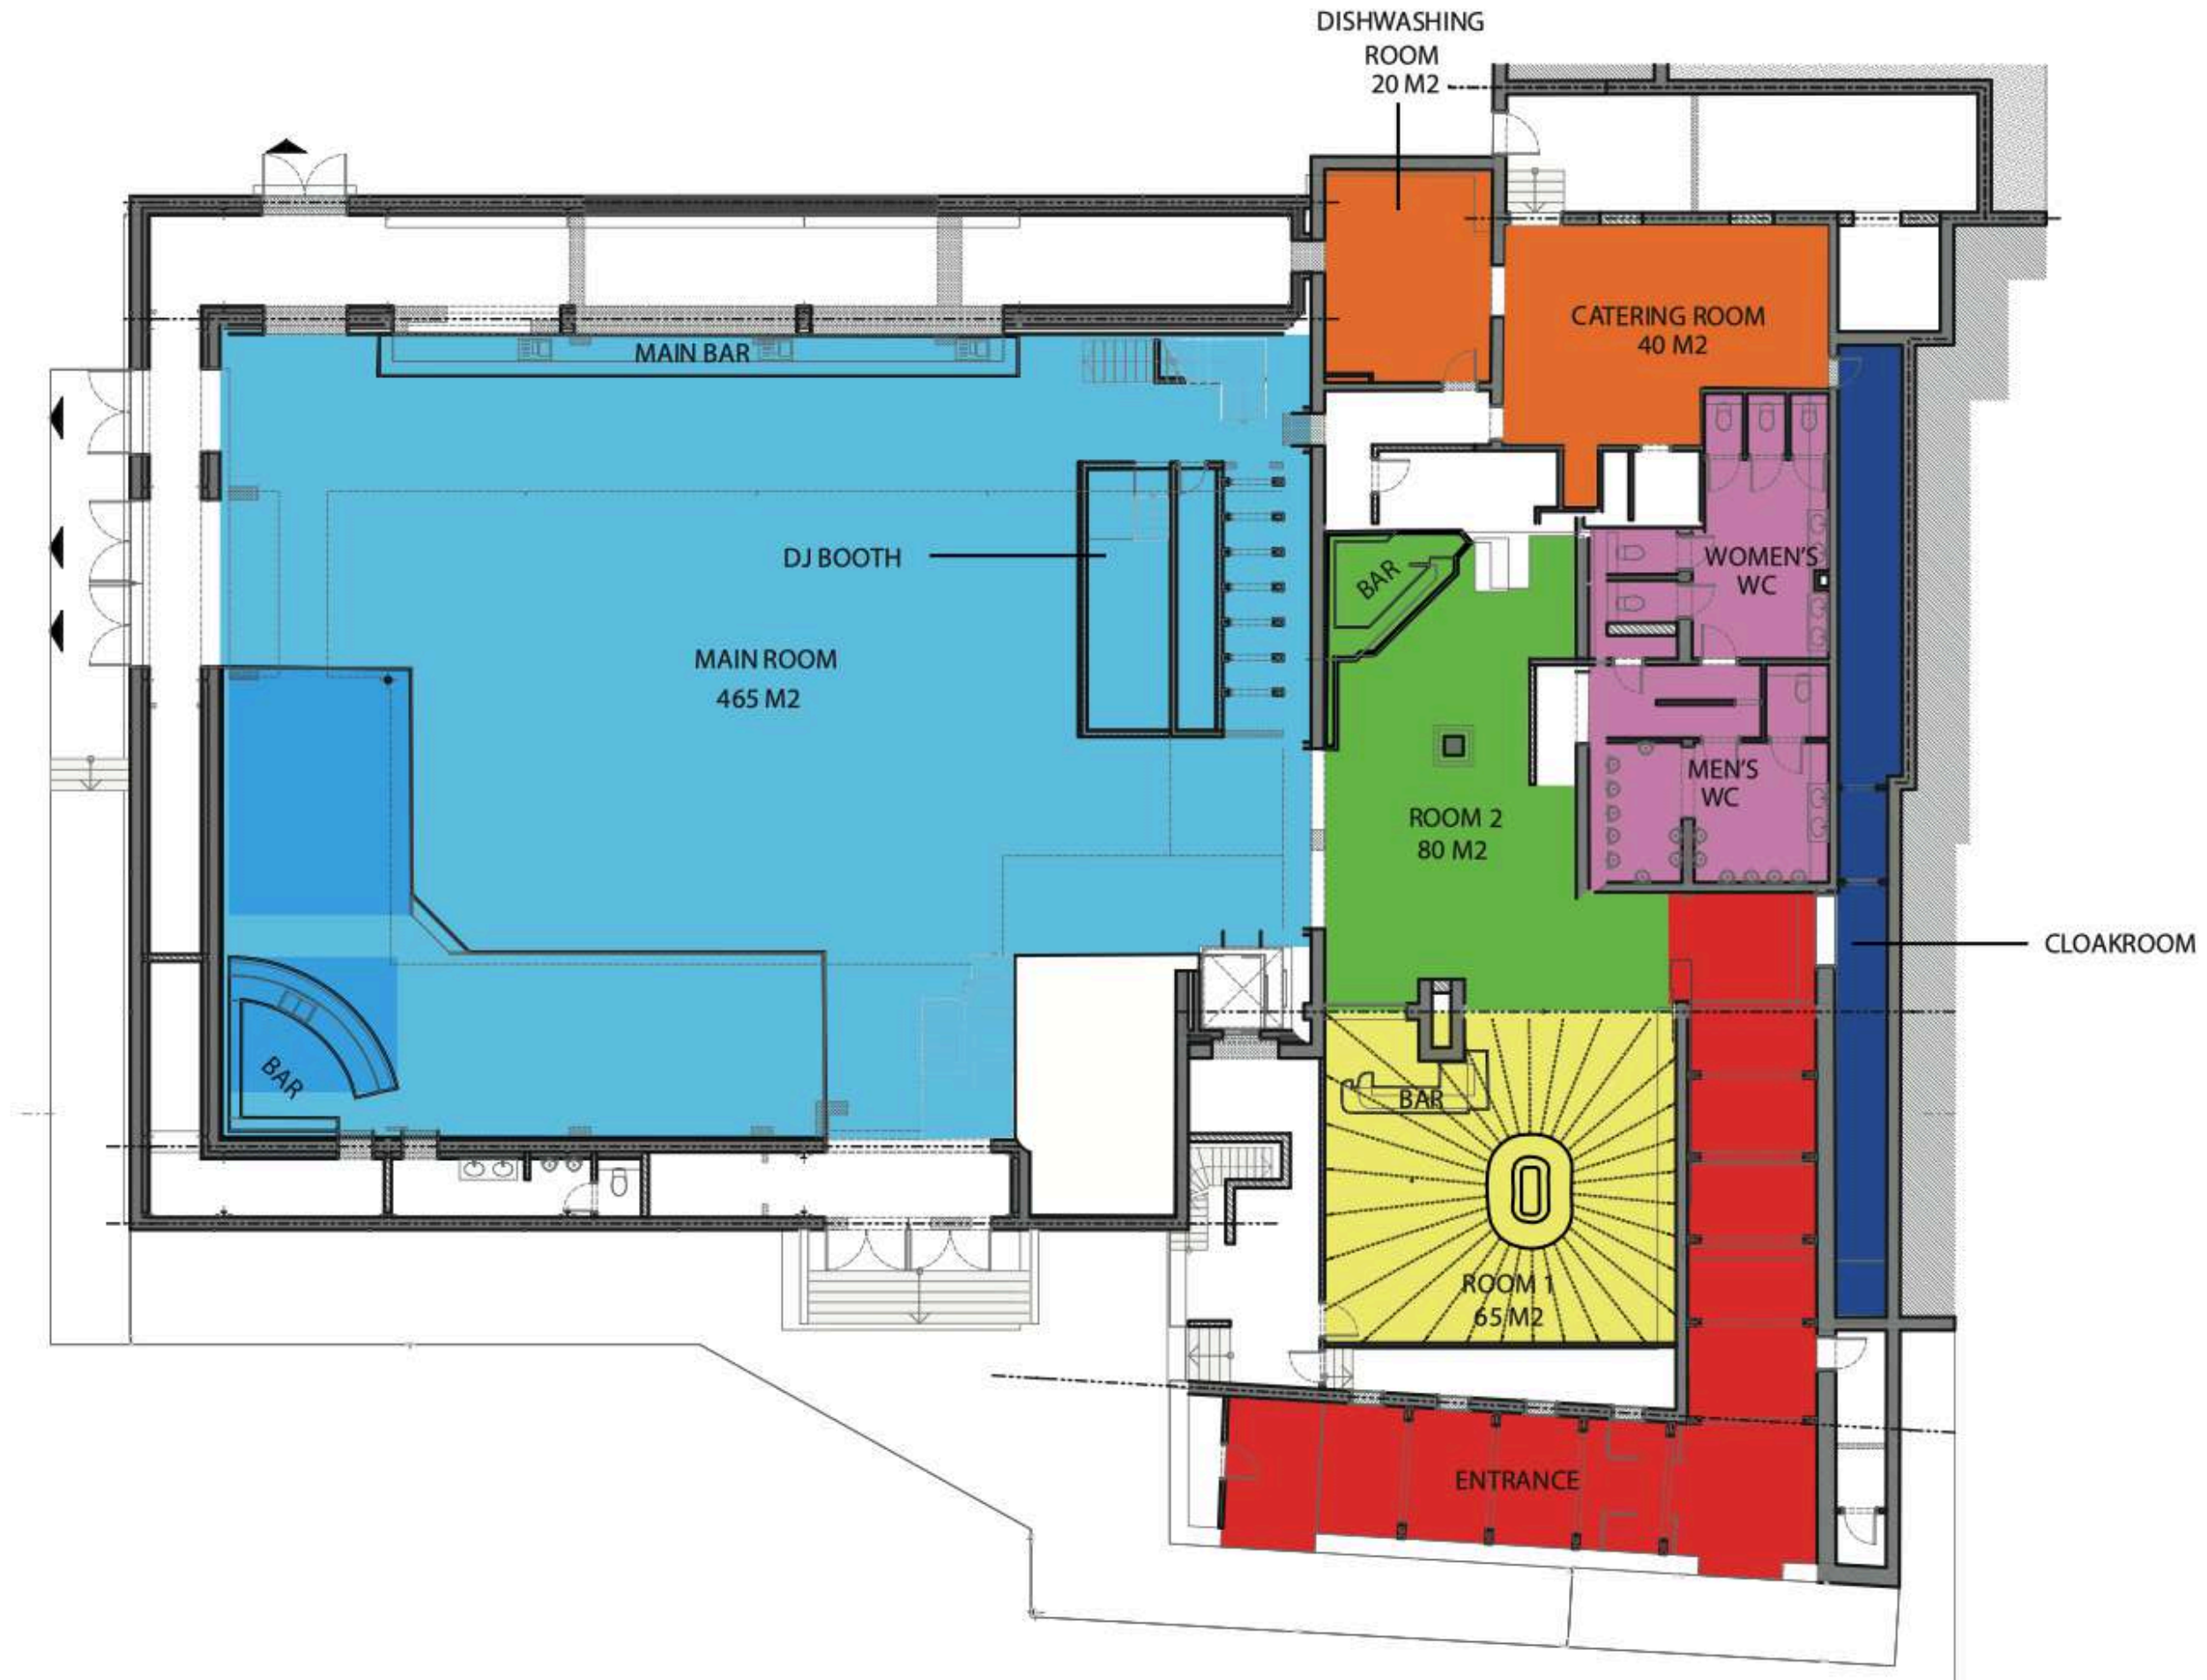 DISHWASHING
ROOM
20 M2
CATERING ROOM
40 M2
MAIN BAR
DJ BOOTH
BAR
WOMEN'S
WC
MAIN ROOM
465 M2
MEN'S
WC
ROOM 2
80 M2
CLOAKROOM
BAR
BAR
ROOM 1
65 M2
ENTRANCE